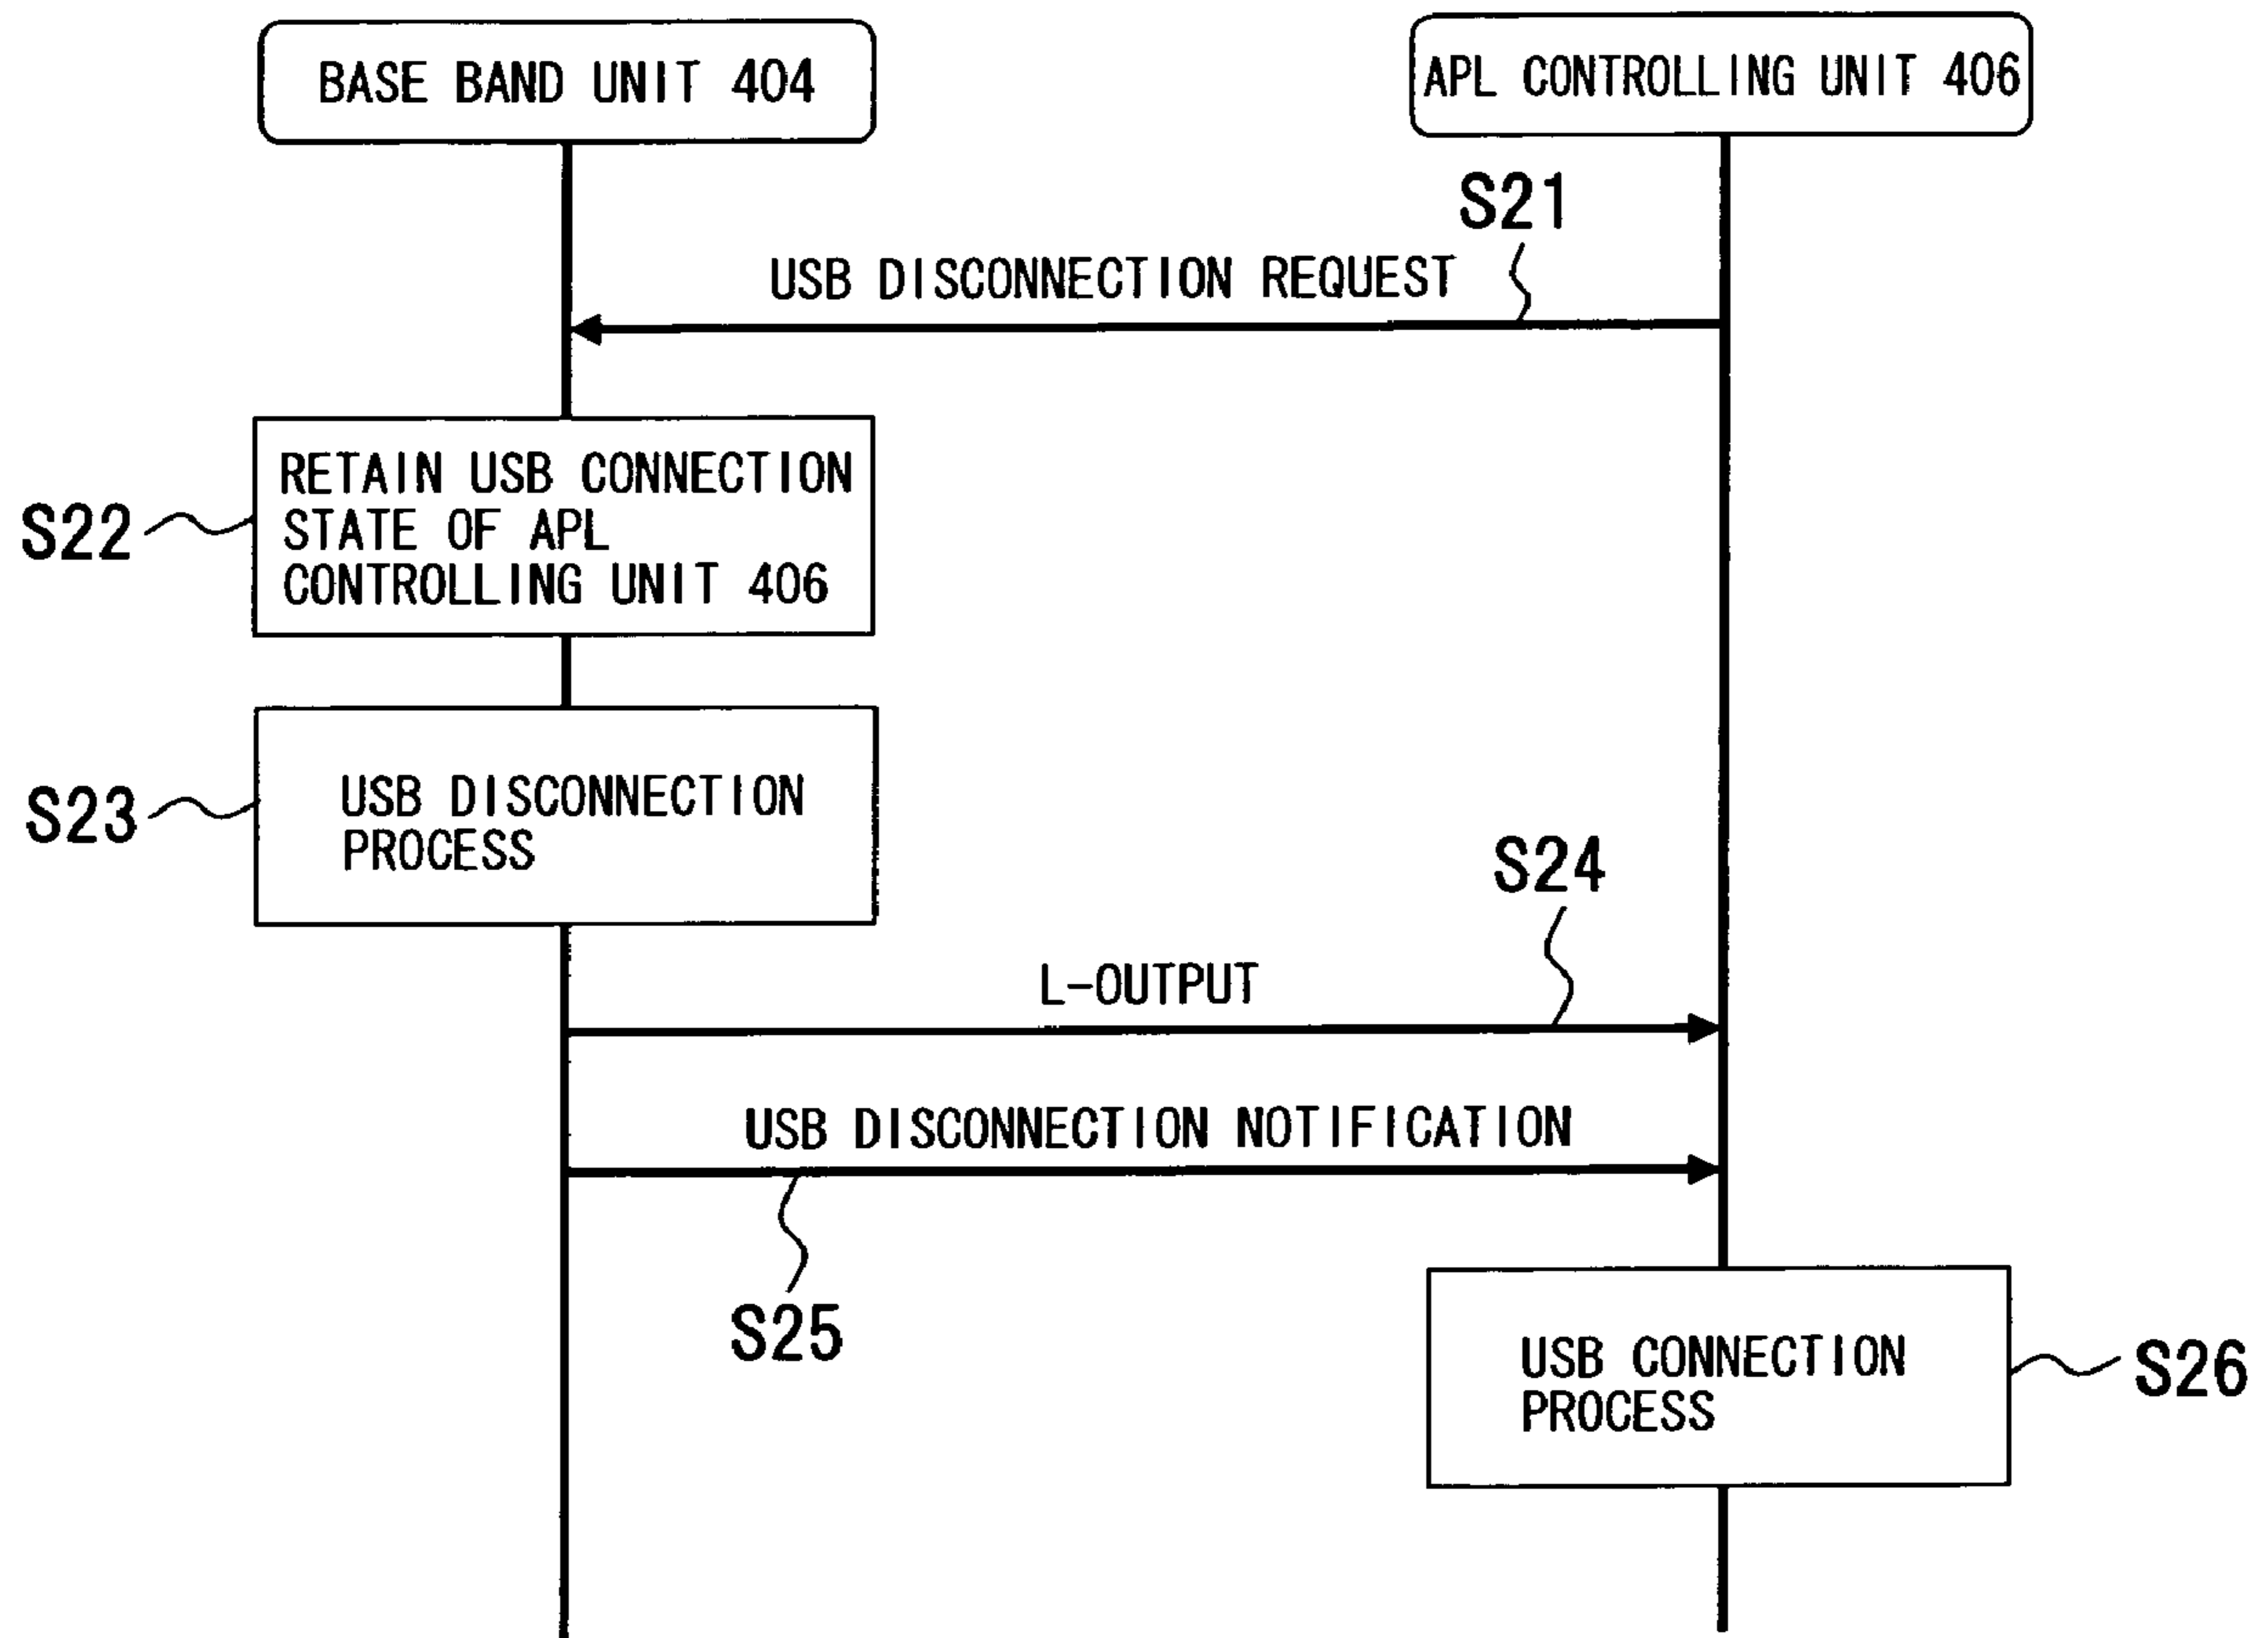 BASE BAND UNIT 404
APL CONTROLLING UNIT 406
S21
USB DISCONNECTION REQUEST
RETAIN USB CONNECTION
STATE OF APL
CONTROLLING UNIT 406
S22
USB DISCONNECTION
PROCESS
S23
S24
L-OUTPUT
USB DISCONNECTION NOTIFICATION
S25
USB CONNECTION
PROCESS
S26